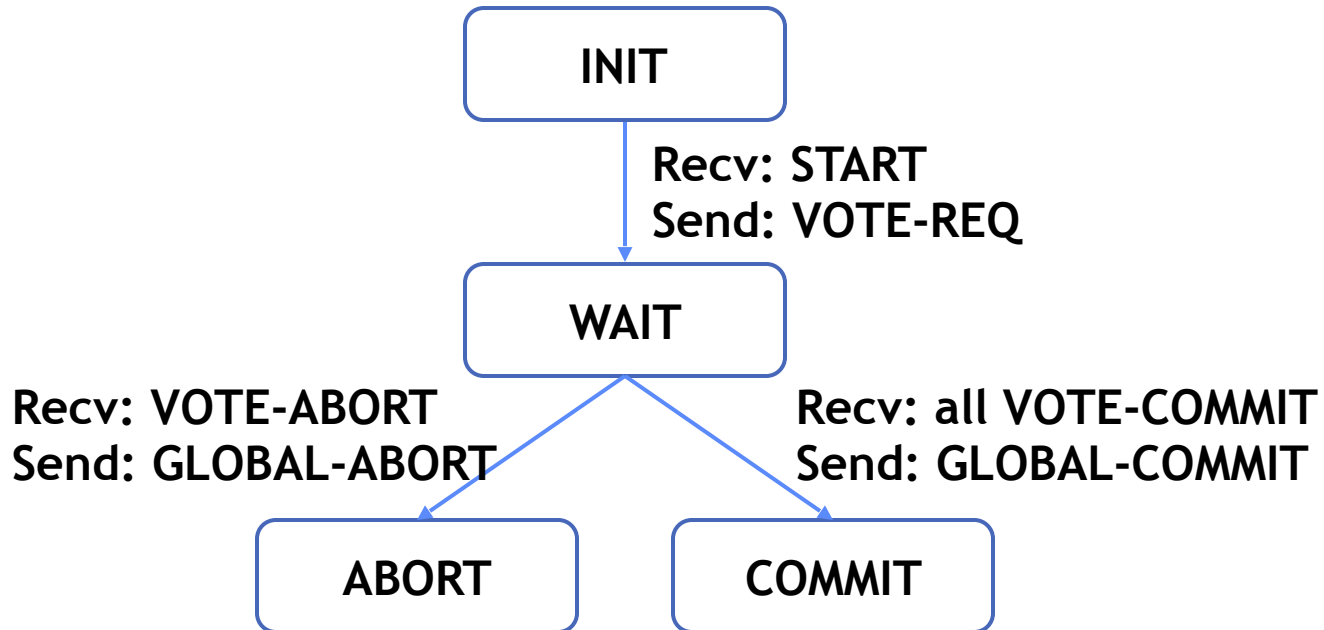 INIT
Recv: START
Send: VOTE-REQ
WAIT
Recv: VOTE-ABORT
Send: GLOBAL-ABORT
Recv: all VOTE-COMMIT
Send: GLOBAL-COMMIT
ABORT
COMMIT